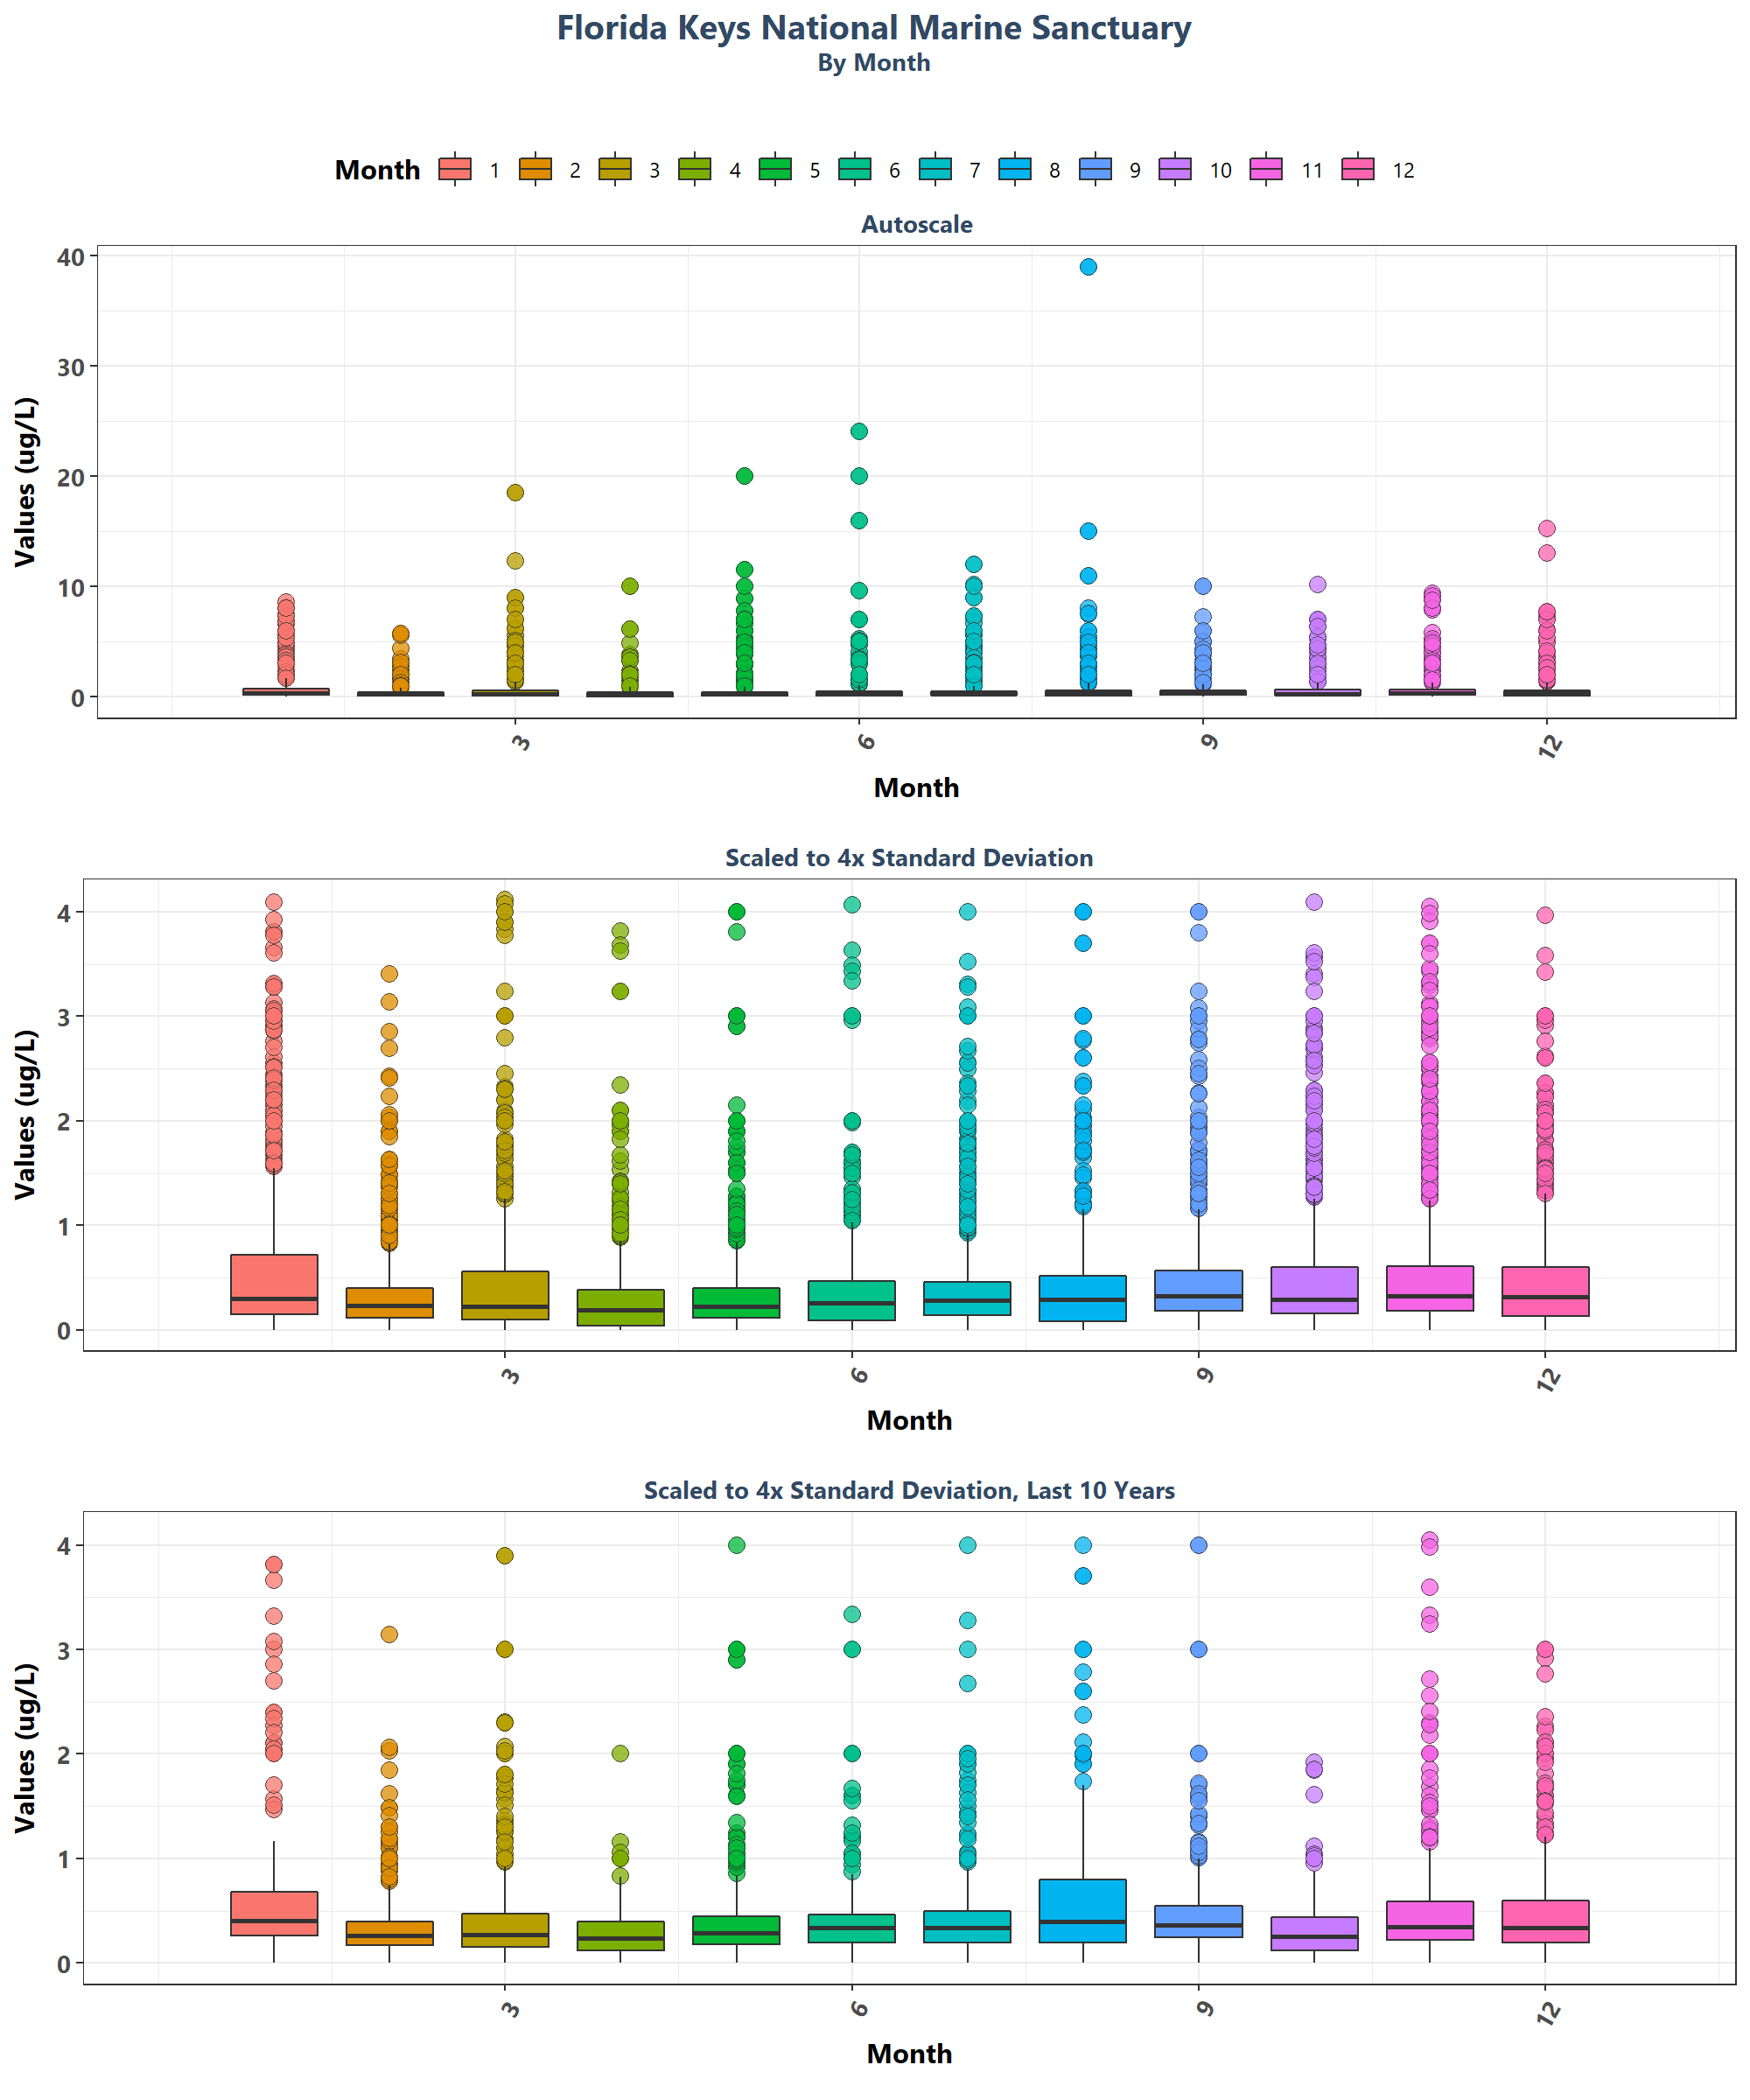 Florida Keys National Marine Sanctuary
By Month
Month 1 2 3 4 5 6 7 8 9 10 11 12
Autoscale
Values (ug/L)
40
30
20
10
0
3 6 9 12
Month
Scaled to 4x Standard Deviation
Values (ug/L)
4
3
2
1
0
3 6 9 12
Month
Scaled to 4x Standard Deviation, Last 10 Years
Values (ug/L)
4
3
2
1
0
3 6 9 12
Month